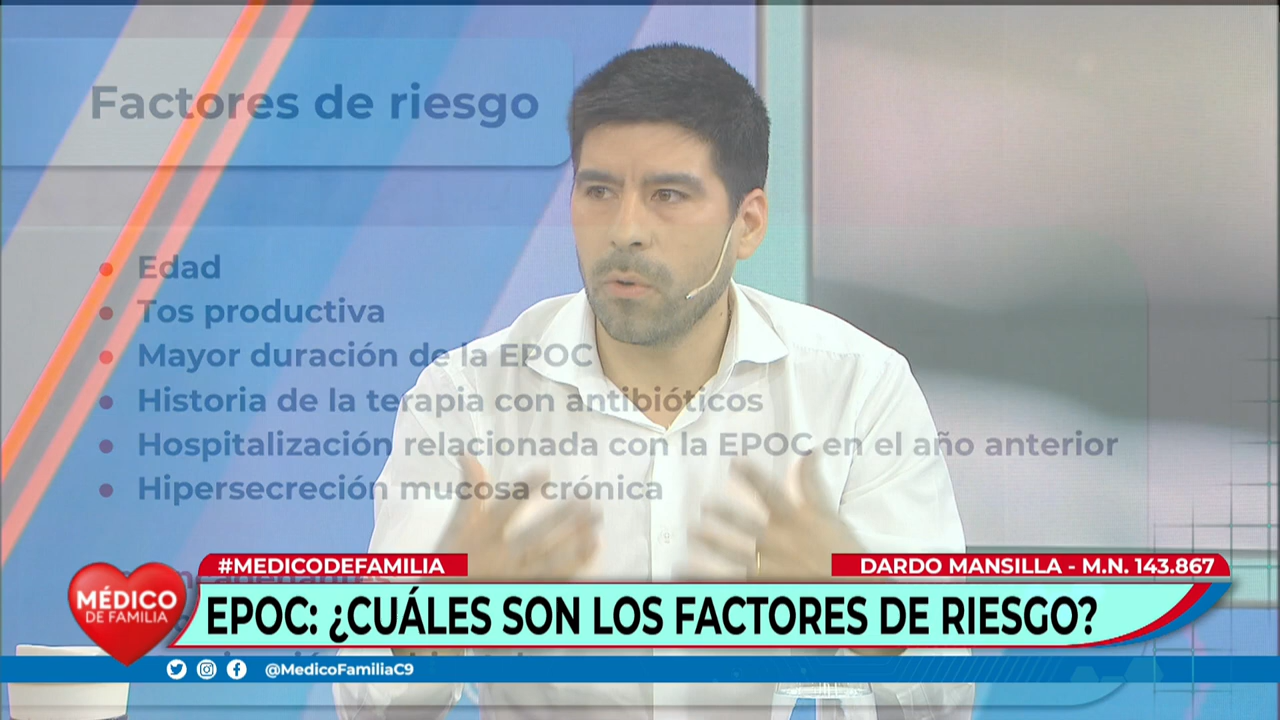 Factores de riesgo
Edad
Tos productiva
Mayor duración de la EPOC
Historia de la terapia con antibióticos
Hospitalización relacionada con la EPOC en el año anterior
Hipersecreción mucosa crónica
#MEDICODEFAMILIA
DARDO MANSILLA - M.N. 143.867
MÉDICO
DE FAMILIA
EPOC: ¿CUÁLES SON LOS FACTORES DE RIESGO?
@MedicoFamiliaC9